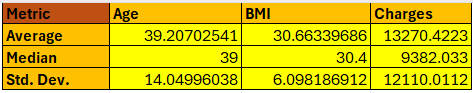 Metric Age BMI Charges
Average 39.20702541 30.66339686 13270.4223
Median 39 30.4 9382.0033
Std. Dev. 14.04996038 6.098186912 12110.0112